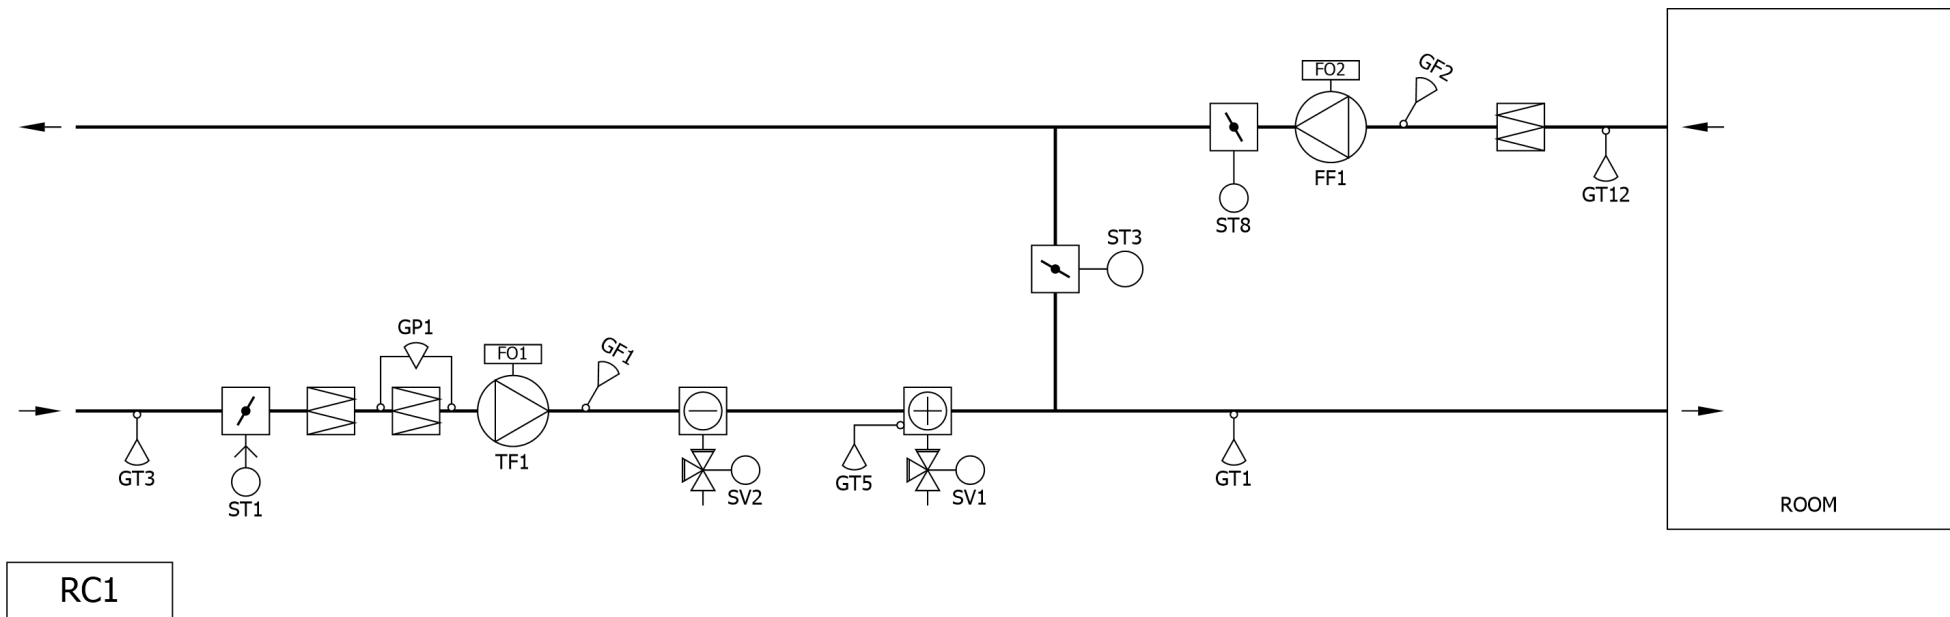 FO2
GF2
FF1
GT12
ST8
ST3
GP1
FO1
GF1
TF1
GT3
ST1
SV2
GT5
SV1
GT1
ROOM
RC1